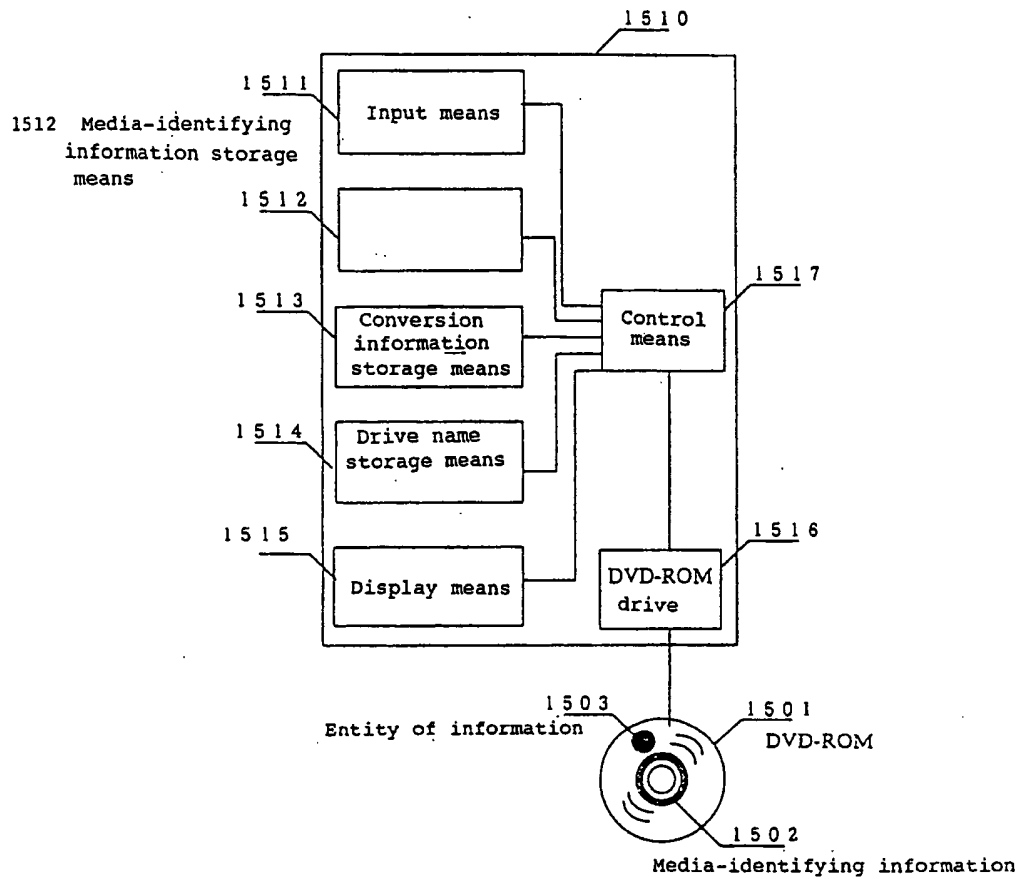 1510
1511
Input means
1512 Media-identifying
information storage
means
1512
1513
Conversion
information
storage means
1517
Control
means
1514
Drive name
storage means
1515
Display means
1516
DVD-ROM
drive
1503
Entity of information
1501
DVD-ROM
1502
Media-identifying information